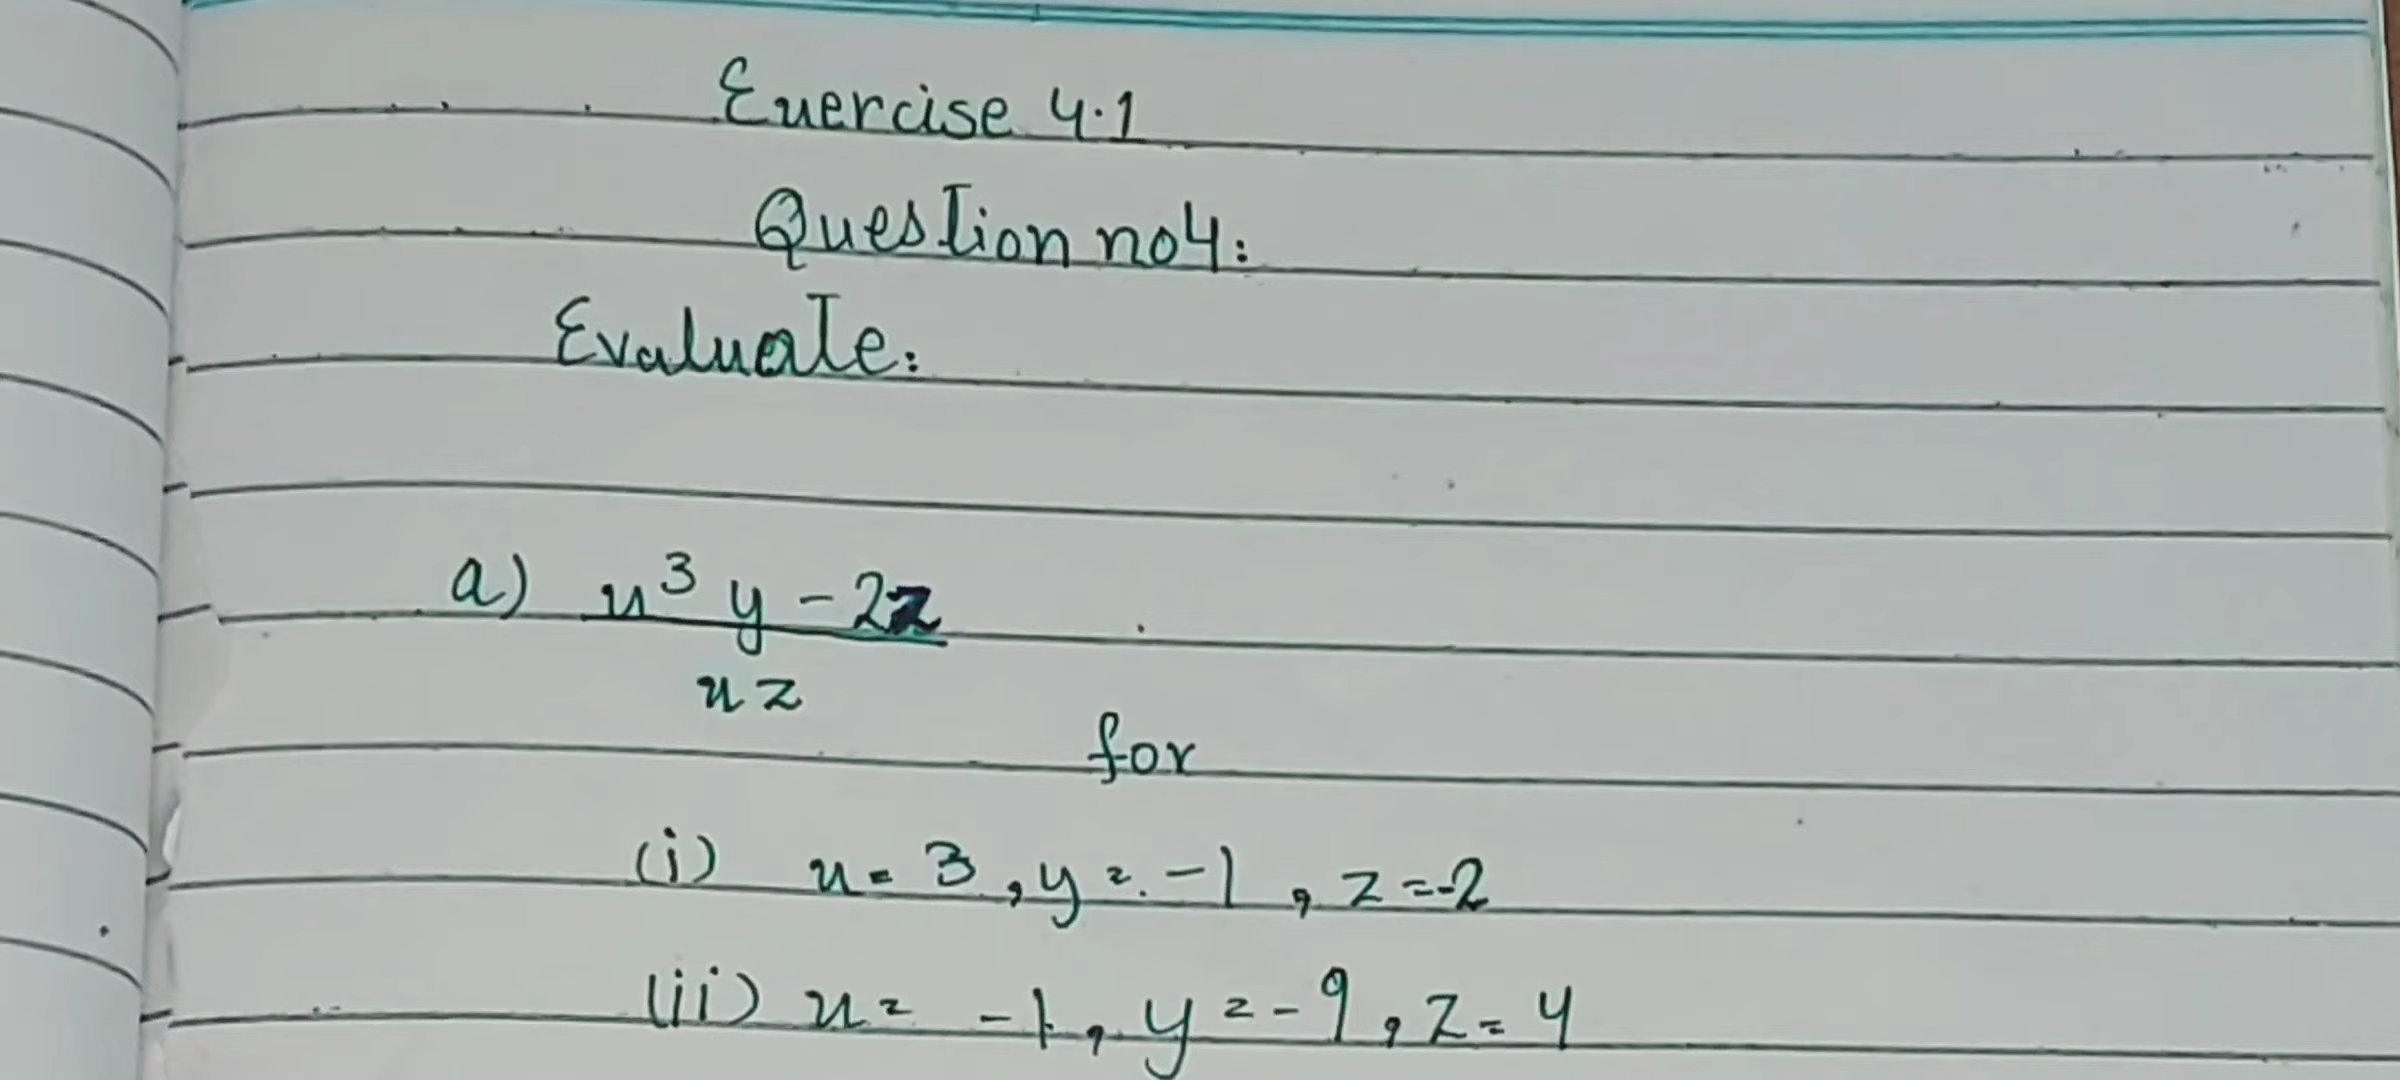 Exercise 4.1
Question no4:
Evaluate:
a) x³y - 2z
xz
for
(i) x = 3, y = -1, z = -2
(ii) x = -1, y = -9, z = 4